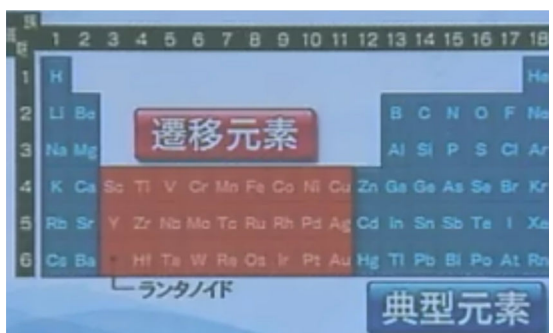 族
周期 1 2 3 4 5 6 7 8 9 10 11 12 13 14 15 16 17 18
1 H He
2 Li Be B C N O F Ne
遷移元素
3 Na Mg Al Si P S Cl Ar
4 K Ca Sc Ti V Cr Mn Fe Co Ni Cu Zn Ga Ge As Se Br Kr
5 Rb Sr Y Zr Nb Mo Tc Ru Rh Pd Ag Cd In Sn Sb Te I Xe
6 Cs Ba Hf Ta W Re Os Ir Pt Au Hg Tl Pb Bi Po At Rn
ランタノイド
典型元素